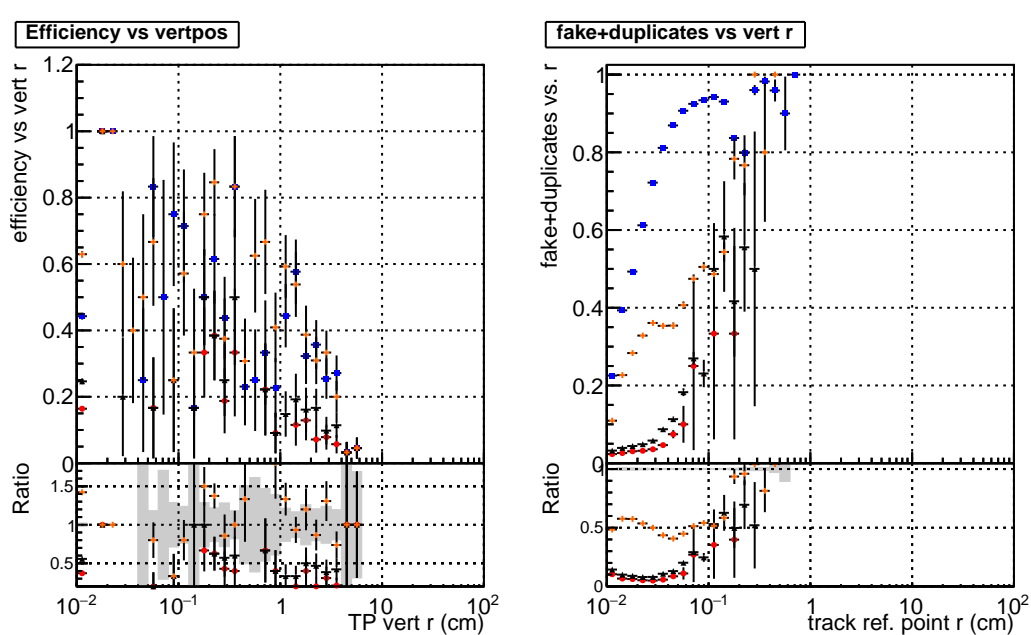 Efficiency vs vertpos
efficiency vs vert r
1.2
1
0.8
0.6
0.4
0.2
0
Ratio
1.5
1
0.5
10⁻² 10⁻¹ 1 10 10²
TP vert r (cm)
fake+duplicates vs vert r
fake+duplicates vs. r
1
0.8
0.6
0.4
0.2
0
Ratio
1
0.5
0
10⁻² 10⁻¹ 1 10 10²
track ref. point r (cm)